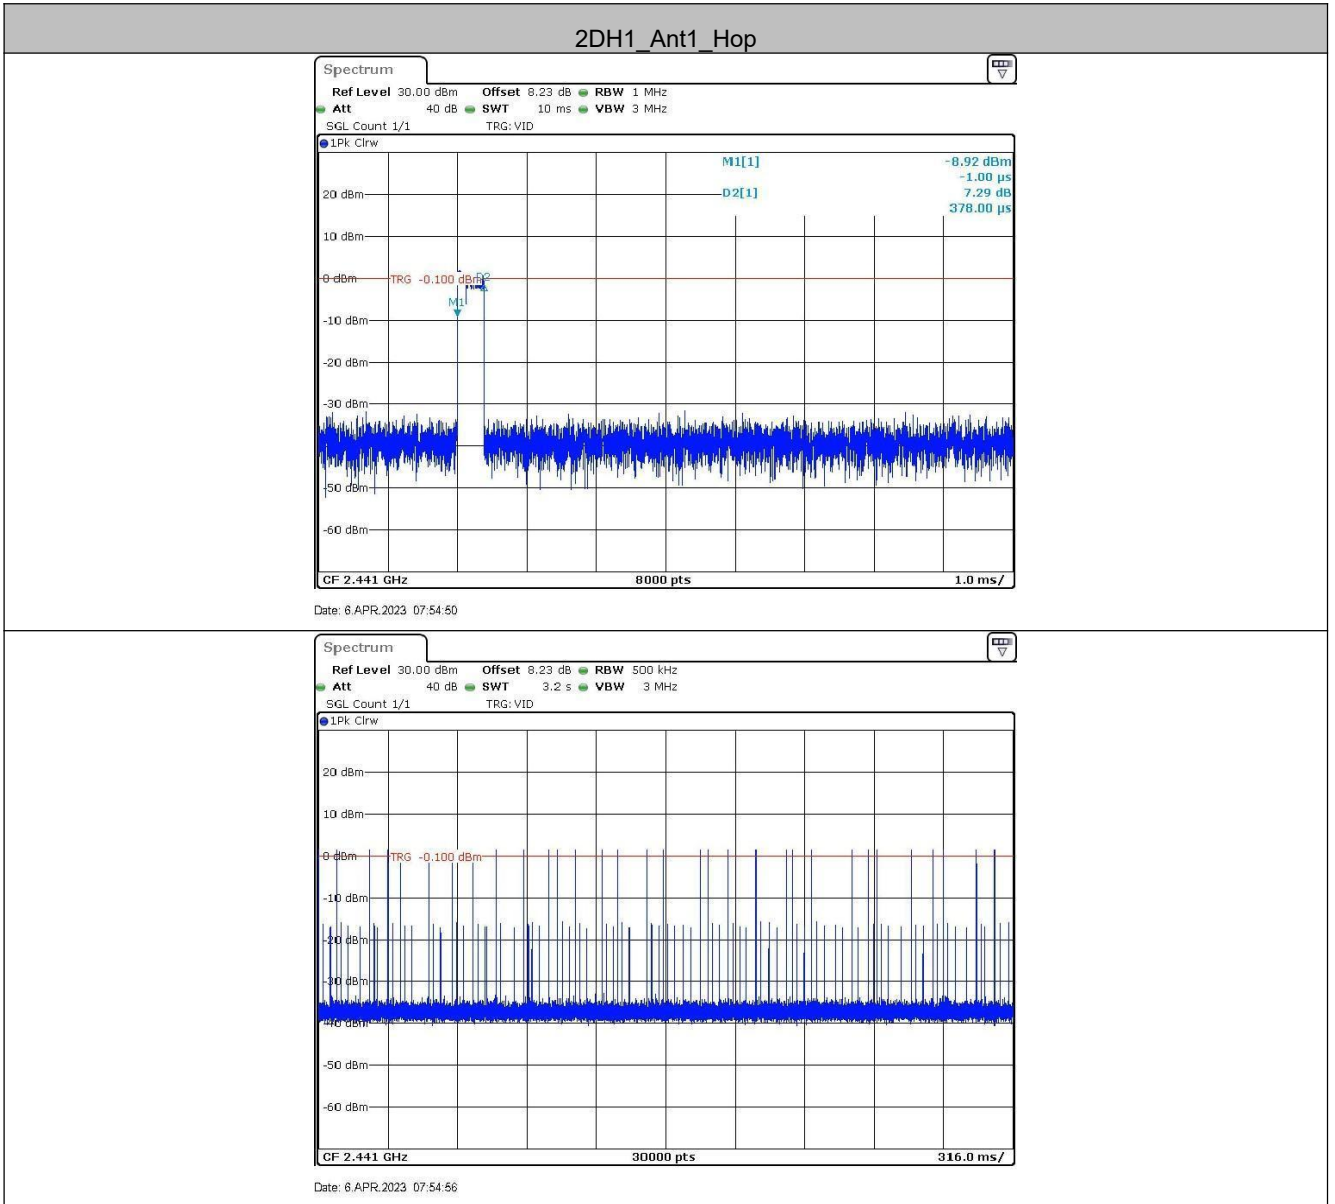 2DH1_Ant1_Hop
Spectrum
Ref Level 30.00 dBm Offset 8.23 dB RBW 1 MHz
Att 40 dB SWT 10 ms VBW 3 MHz
SGL Count 1/1 TRG: VID
1Pk Clrw
M1[1] -8.92 dBm
-1.00 µs
20 dBm D2[1] 7.29 dB
378.00 µs
10 dBm
0 dBm TRG -0.100 dBm D2
M1
-10 dBm
-20 dBm
-30 dBm
-50 dBm
-60 dBm
CF 2.441 GHz 8000 pts 1.0 ms/
Date: 6.APR.2023 07:54:50
Spectrum
Ref Level 30.00 dBm Offset 8.23 dB RBW 500 kHz
Att 40 dB SWT 3.2 s VBW 3 MHz
SGL Count 1/1 TRG: VID
1Pk Clrw
20 dBm
10 dBm
0 dBm TRG -0.100 dBm
-10 dBm
-20 dBm
-30 dBm
-40 dBm
-50 dBm
-60 dBm
CF 2.441 GHz 30000 pts 316.0 ms/
Date: 6.APR.2023 07:54:56